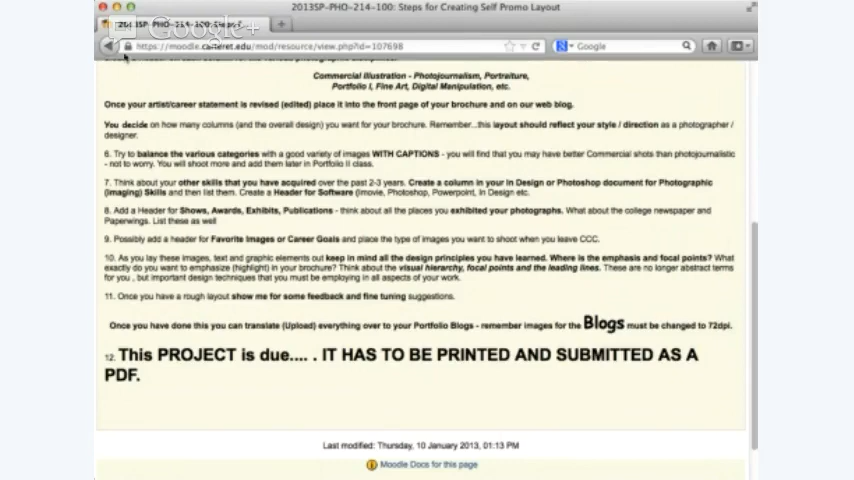 2013SP-PHO-214-100: Steps for Creating Self Promo Layout
2013SP-PHO-214-100: Steps f...
Google+
https://moodle.carteret.edu/mod/resource/view.php?id=107698
Google
Commercial Illustration - Photojournalism, Portraiture,
Portfolio I, Fine Art, Digital Manipulation, etc.
Once your artist/career statement is revised (edited) place it into the front page of your brochure and on our web blog.
You decide on how many columns (and the overall design) you want for your brochure. Remember...this layout should reflect your style / direction as a photographer /
designer.
6. Try to balance the various categories with a good variety of images WITH CAPTIONS - you will find that you may have better Commercial shots than photojournalistic
- not to worry. You will shoot more and add them later in Portfolio II class.
7. Think about your other skills that you have acquired over the past 2-3 years. Create a column in your In Design or Photoshop document for Photographic
(Imaging) Skills and then list them. Create a Header for Software (Imovie, Photoshop, Powerpoint, In Design etc.
8. Add a Header for Shows, Awards, Exhibits, Publications - think about all the places you exhibited your photographs. What about the college newspaper and
Paperwings. List these as well
9. Possibly add a header for Favorite Images or Career Goals and place the type of images you want to shoot when you leave CCC.
10. As you lay these images, text and graphic elements out keep in mind all the design principles you have learned. Where is the emphasis and focal points? What
exactly do you want to emphasize (highlight) in your brochure? Think about the visual hierarchy, focal points and the leading lines. These are no longer abstract terms
for you , but important design techniques that you must be employing in all aspects of your work.
11. Once you have a rough layout show me for some feedback and fine tuning suggestions.
Once you have done this you can translate (Upload) everything over to your Portfolio Blogs - remember images for the Blogs must be changed to 72dpi.
12. This PROJECT is due.... . IT HAS TO BE PRINTED AND SUBMITTED AS A
PDF.
Last modified: Thursday, 10 January 2013, 01:13 PM
Moodle Docs for this page